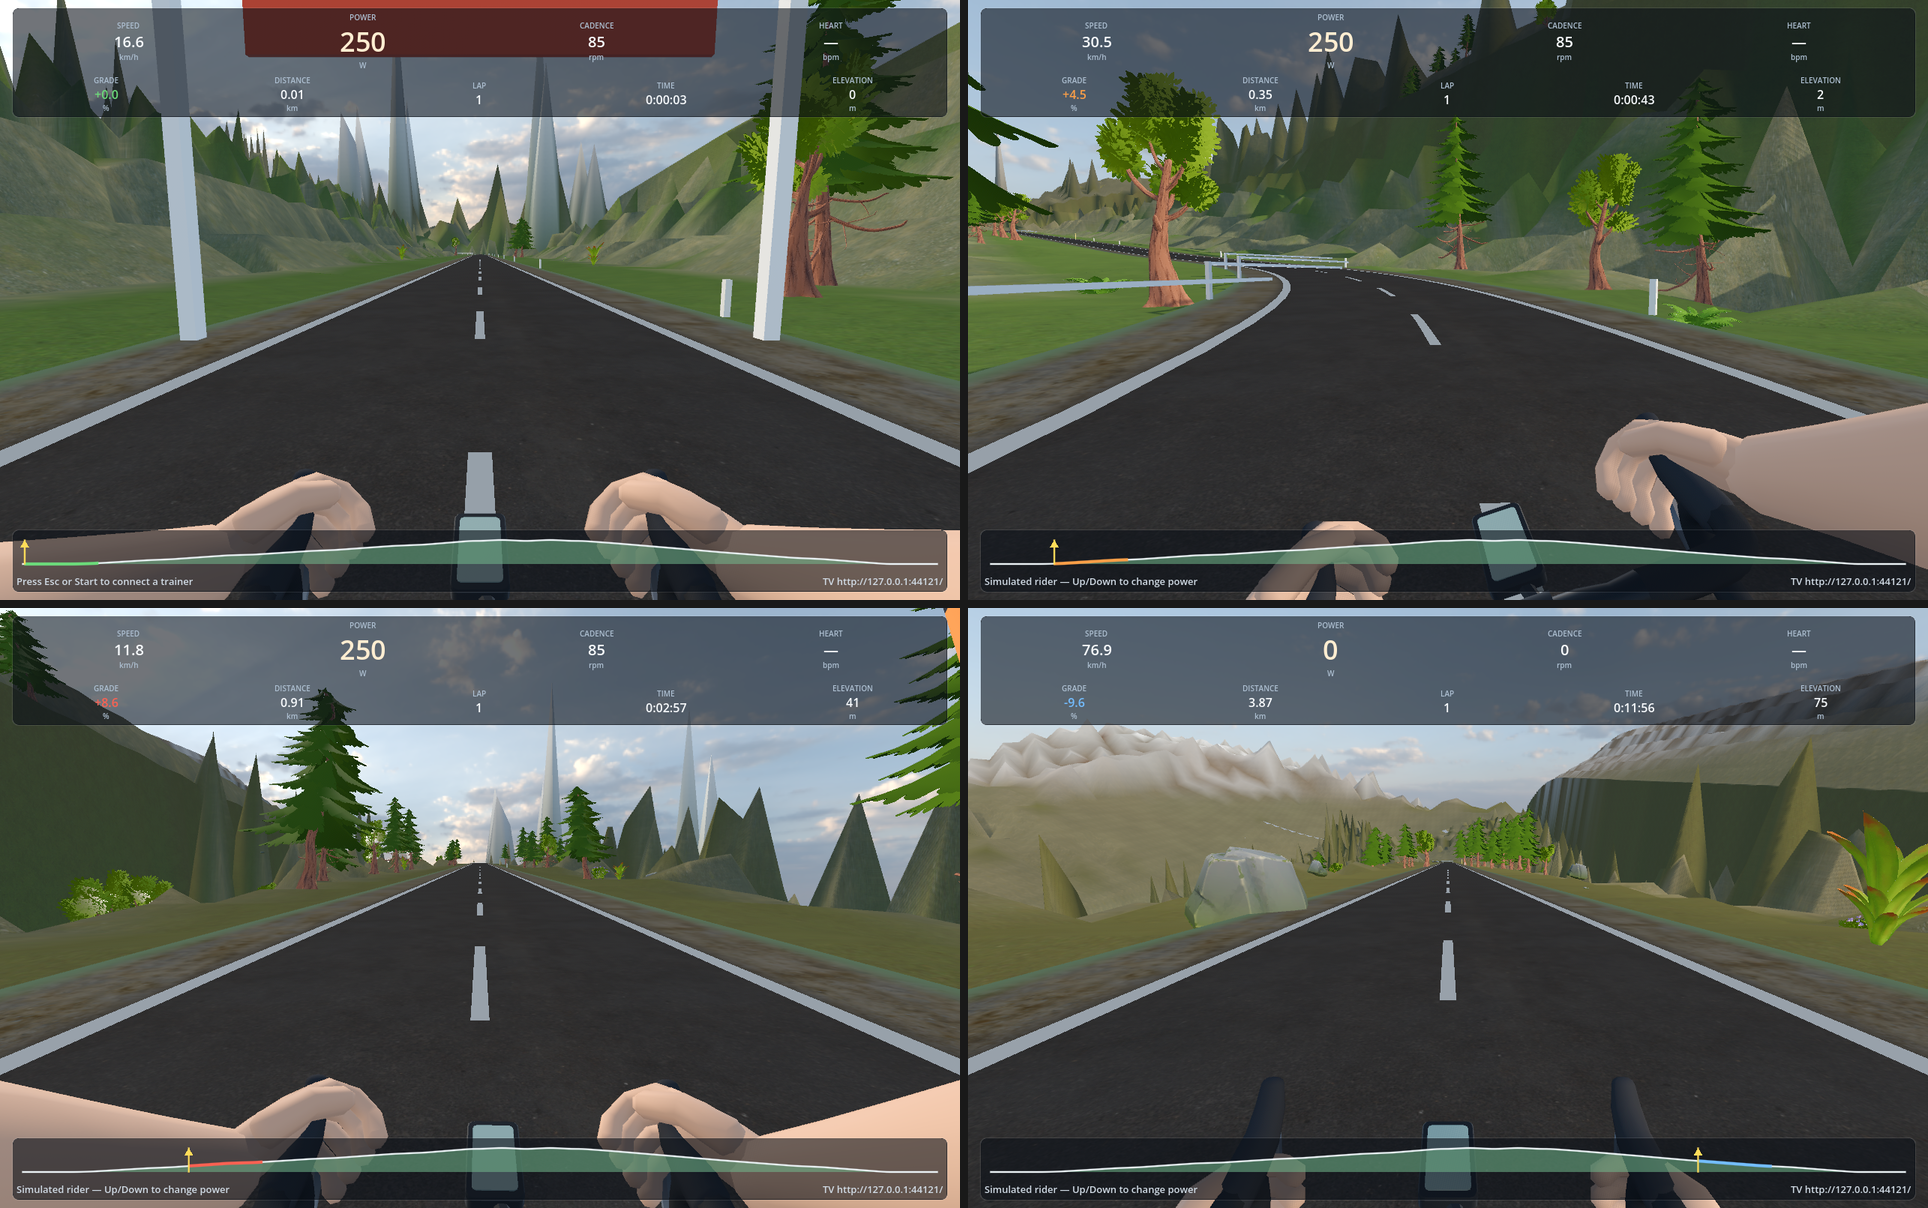 SPEED
16.6
km/h
POWER
250
W
CADENCE
85
rpm
HEART
—
bpm
GRADE
+0.0
%
DISTANCE
0.01
km
LAP
1
TIME
0:00:03
ELEVATION
0
m
Press Esc or Start to connect a trainer
TV http://127.0.0.1:44121/
SPEED
30.5
km/h
POWER
250
W
CADENCE
85
rpm
HEART
—
bpm
GRADE
+4.5
%
DISTANCE
0.35
km
LAP
1
TIME
0:00:43
ELEVATION
2
m
Simulated rider — Up/Down to change power
TV http://127.0.0.1:44121/
SPEED
11.8
km/h
POWER
250
W
CADENCE
85
rpm
HEART
—
bpm
GRADE
+8.6
%
DISTANCE
0.91
km
LAP
1
TIME
0:02:57
ELEVATION
41
m
Simulated rider — Up/Down to change power
TV http://127.0.0.1:44121/
SPEED
76.9
km/h
POWER
0
W
CADENCE
0
rpm
HEART
—
bpm
GRADE
-9.6
%
DISTANCE
3.87
km
LAP
1
TIME
0:11:56
ELEVATION
75
m
Simulated rider — Up/Down to change power
TV http://127.0.0.1:44121/